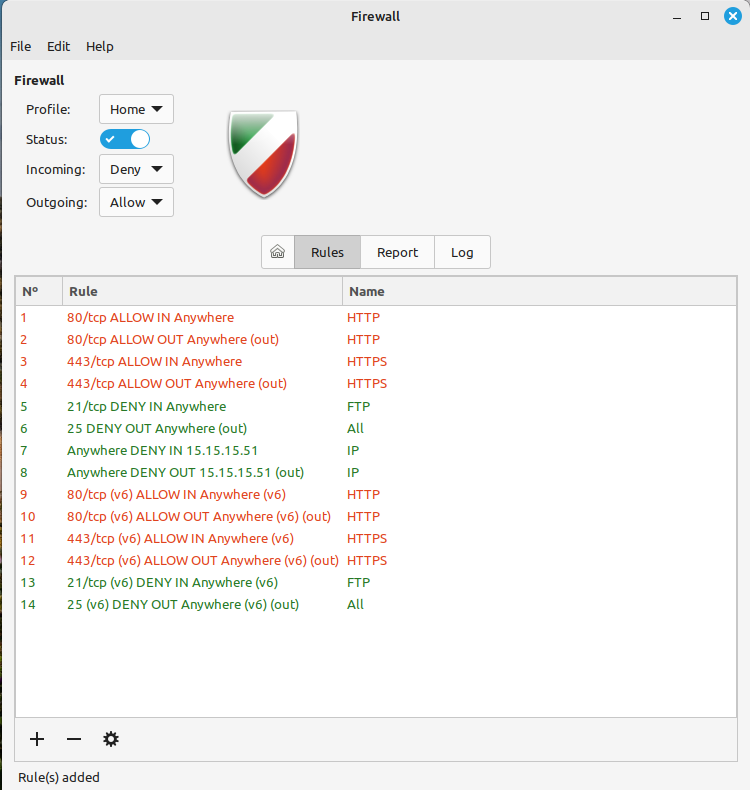 Firewall
File Edit Help
Firewall
Profile: Home
Status:
Incoming: Deny
Outgoing: Allow
Rules Report Log
Nº Rule Name
1 80/tcp ALLOW IN Anywhere HTTP
2 80/tcp ALLOW OUT Anywhere (out) HTTP
3 443/tcp ALLOW IN Anywhere HTTPS
4 443/tcp ALLOW OUT Anywhere (out) HTTPS
5 21/tcp DENY IN Anywhere FTP
6 25 DENY OUT Anywhere (out) All
7 Anywhere DENY IN 15.15.15.51 IP
8 Anywhere DENY OUT 15.15.15.51 (out) IP
9 80/tcp (v6) ALLOW IN Anywhere (v6) HTTP
10 80/tcp (v6) ALLOW OUT Anywhere (v6) (out) HTTP
11 443/tcp (v6) ALLOW IN Anywhere (v6) HTTPS
12 443/tcp (v6) ALLOW OUT Anywhere (v6) (out) HTTPS
13 21/tcp (v6) DENY IN Anywhere (v6) FTP
14 25 (v6) DENY OUT Anywhere (v6) (out) All
Rule(s) added